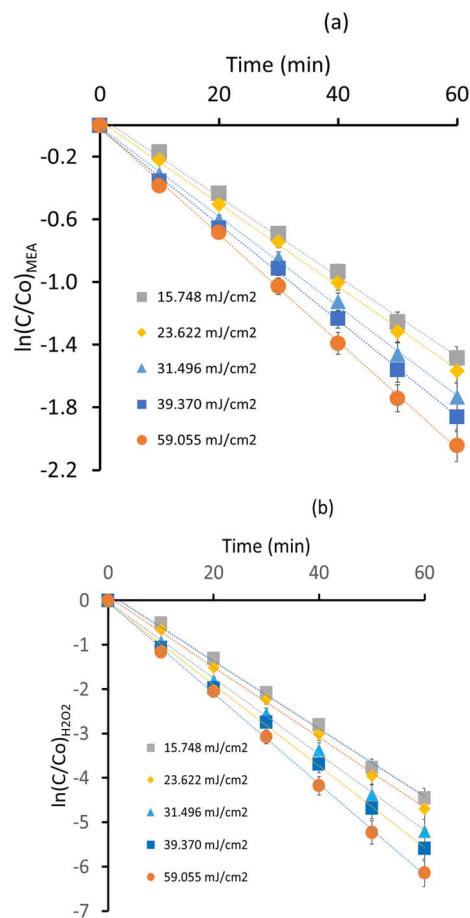 (a)
Time (min)
0 20 40 60
-0.2
-0.6
-1.0
-1.4
-1.8
-2.2
ln(C/Co)MEA
15.748 mJ/cm2
23.622 mJ/cm2
31.496 mJ/cm2
39.370 mJ/cm2
59.055 mJ/cm2
(b)
Time (min)
0 20 40 60
0
-1
-2
-3
-4
-5
-6
-7
ln(C/Co)H2O2
15.748 mJ/cm2
23.622 mJ/cm2
31.496 mJ/cm2
39.370 mJ/cm2
59.055 mJ/cm2